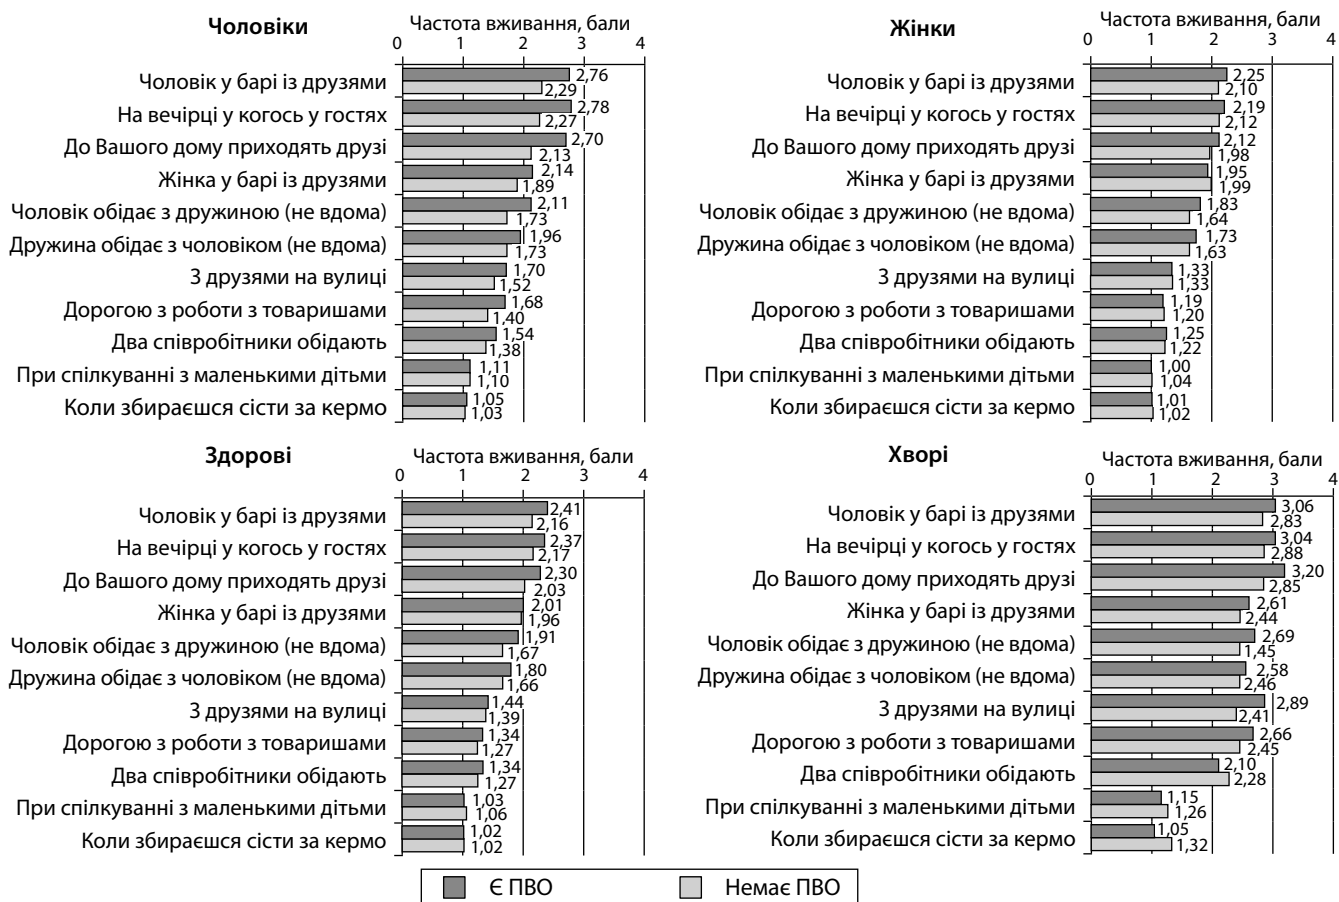 Чоловіки
Частота вживання, бали
0 1 2 3 4
Чоловік у барі із друзями 2,76 2,29
На вечірці у когось у гостях 2,78 2,27
До Вашого дому приходять друзі 2,70 2,13
Жінка у барі із друзями 2,14 1,89
Чоловік обідає з дружиною (не вдома) 2,11 1,73
Дружина обідає з чоловіком (не вдома) 1,96 1,73
З друзями на вулиці 1,70 1,52
Дорогою з роботи з товаришами 1,68 1,40
Два співробітники обідають 1,54 1,38
При спілкуванні з маленькими дітьми 1,11 1,10
Коли збираєшся сісти за кермо 1,05 1,03
Жінки
Частота вживання, бали
0 1 2 3 4
Чоловік у барі із друзями 2,25 2,10
На вечірці у когось у гостях 2,19 2,12
До Вашого дому приходять друзі 2,12 1,98
Жінка у барі із друзями 1,95 1,99
Чоловік обідає з дружиною (не вдома) 1,83 1,64
Дружина обідає з чоловіком (не вдома) 1,73 1,63
З друзями на вулиці 1,33 1,33
Дорогою з роботи з товаришами 1,19 1,20
Два співробітники обідають 1,25 1,22
При спілкуванні з маленькими дітьми 1,00 1,04
Коли збираєшся сісти за кермо 1,01 1,02
Здорові
Частота вживання, бали
0 1 2 3 4
Чоловік у барі із друзями 2,41 2,16
На вечірці у когось у гостях 2,37 2,17
До Вашого дому приходять друзі 2,30 2,03
Жінка у барі із друзями 2,01 1,96
Чоловік обідає з дружиною (не вдома) 1,91 1,67
Дружина обідає з чоловіком (не вдома) 1,80 1,66
З друзями на вулиці 1,44 1,39
Дорогою з роботи з товаришами 1,34 1,27
Два співробітники обідають 1,34 1,27
При спілкуванні з маленькими дітьми 1,03 1,06
Коли збираєшся сісти за кермо 1,02 1,02
Хворі
Частота вживання, бали
0 1 2 3 4
Чоловік у барі із друзями 3,06 2,83
На вечірці у когось у гостях 3,04 2,88
До Вашого дому приходять друзі 3,20 2,85
Жінка у барі із друзями 2,61 2,44
Чоловік обідає з дружиною (не вдома) 2,69 1,45
Дружина обідає з чоловіком (не вдома) 2,58 2,46
З друзями на вулиці 2,89 2,41
Дорогою з роботи з товаришами 2,66 2,45
Два співробітники обідають 2,10 2,28
При спілкуванні з маленькими дітьми 1,15 1,26
Коли збираєшся сісти за кермо 1,05 1,32
Є ПВО Немає ПВО